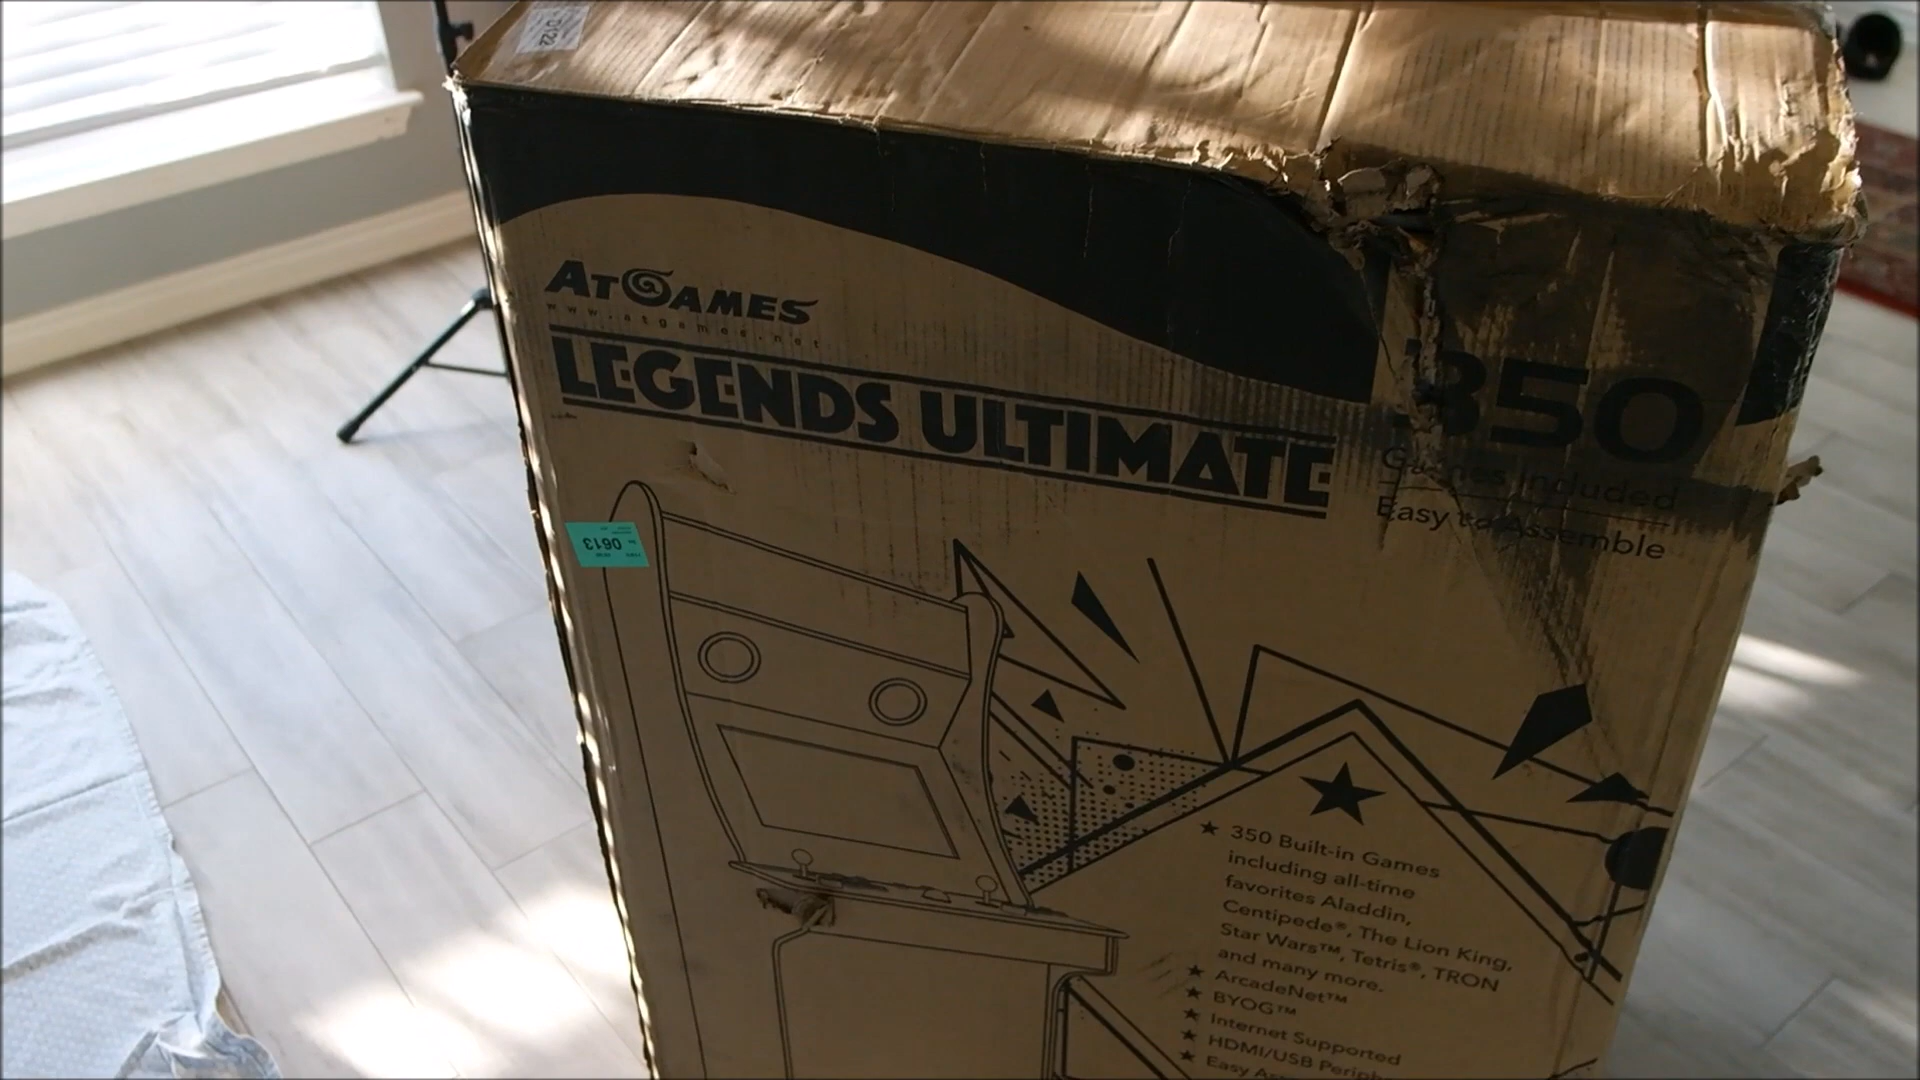 D122
ATGAMES
www.atgames.net
LEGENDS ULTIMATE
350
Games Included
Easy to Assemble
0613
★ 350 Built-in Games
including all-time
favorites Aladdin,
Centipede®, The Lion King,
Star Wars™, Tetris®, TRON
and many more.
★ ArcadeNet™
★ BYOG™
★ Internet Supported
★ HDMI/USB
★ Easy